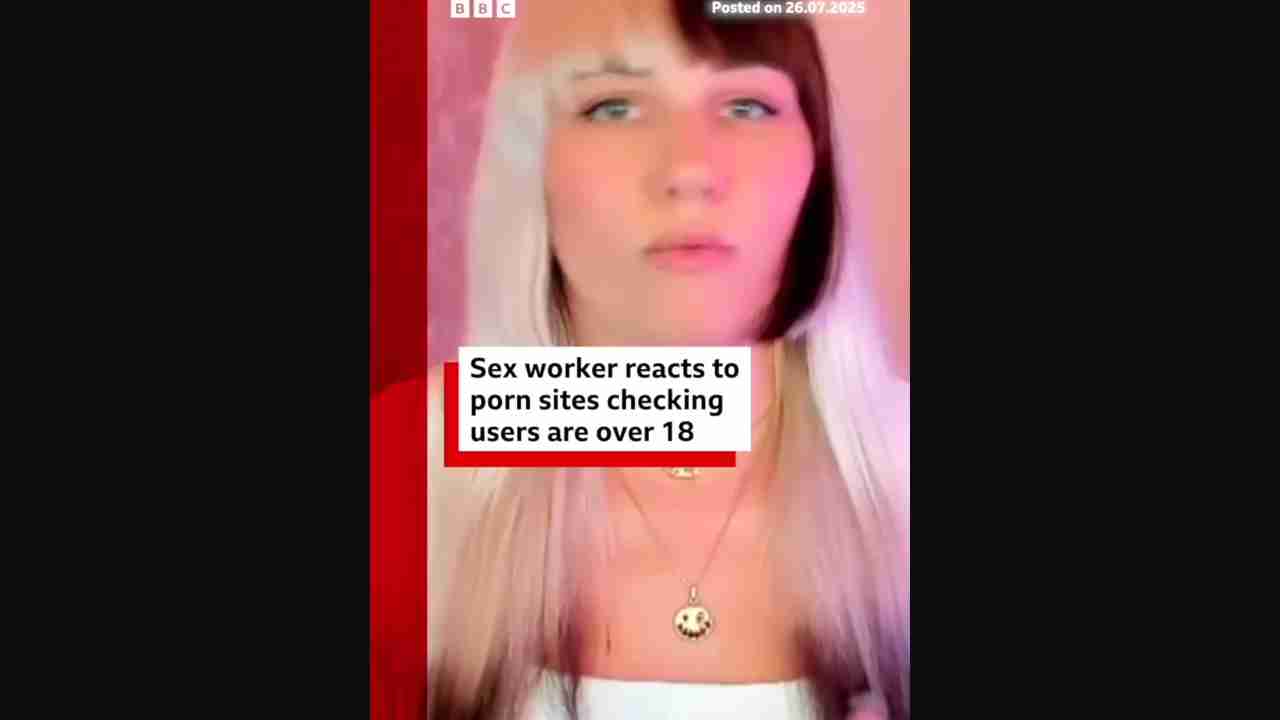 BBC
Posted on 26.07.2025
Sex worker reacts to
porn sites checking
users are over 18